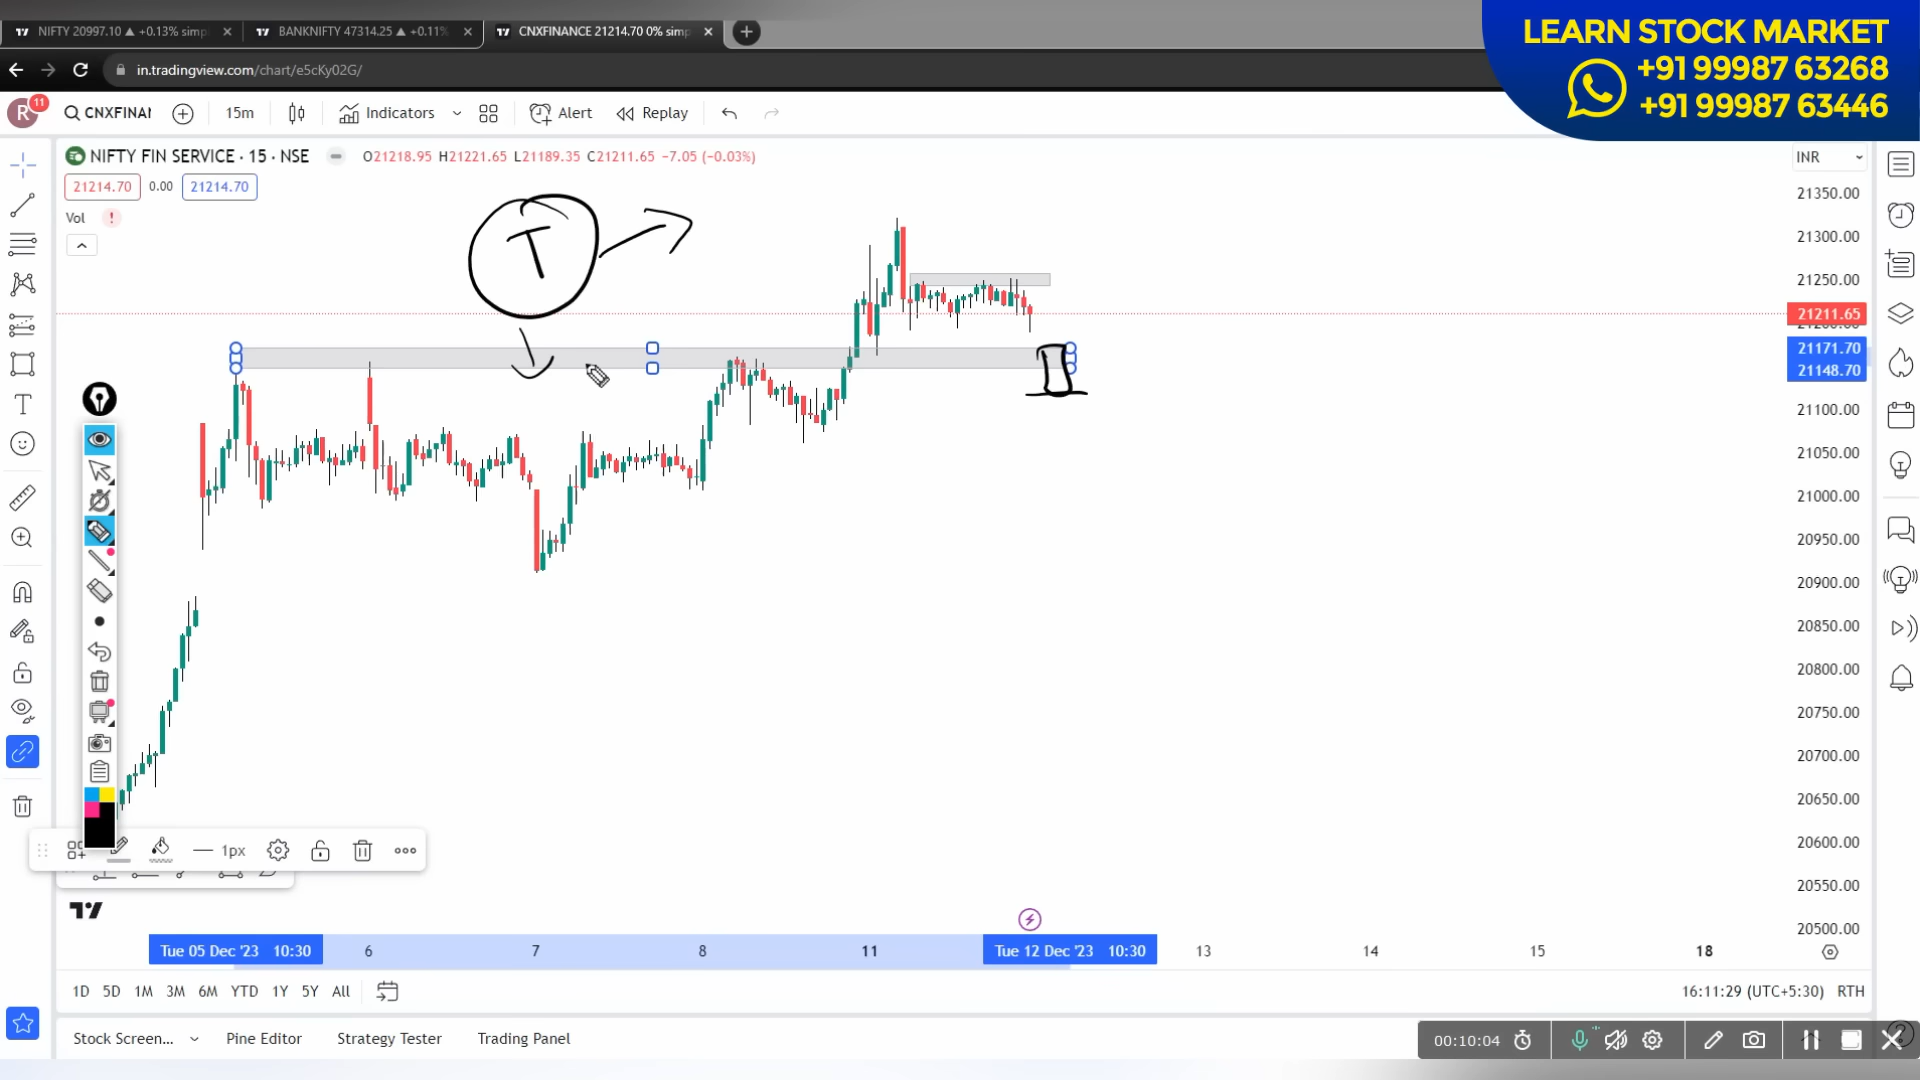 NIFTY 20997.10 ▲ +0.13% simpl
BANKNIFTY 47314.25 ▲ +0.11%
CNXFINANCE 21214.70 0% simp
LEARN STOCK MARKET
+91 99987 63268
+91 99987 63446
in.tradingview.com/chart/e5cKy02G/
R
11
CNXFINAI
15m
Indicators
Alert
Replay
NIFTY FIN SERVICE · 15 · NSE
O21218.95 H21221.65 L21189.35 C21211.65 −7.05 (−0.03%)
INR
21214.70
0.00
21214.70
Vol
!
T
21350.00
21300.00
21250.00
21211.65
21171.70
21148.70
21100.00
21050.00
21000.00
20950.00
20900.00
20850.00
20800.00
20750.00
20700.00
20650.00
20600.00
20550.00
20500.00
1px
Tue 05 Dec '23 10:30
6
7
8
11
Tue 12 Dec '23 10:30
13
14
15
18
1D 5D 1M 3M 6M YTD 1Y 5Y All
16:11:29 (UTC+5:30) RTH
Stock Screen...
Pine Editor
Strategy Tester
Trading Panel
00:10:04